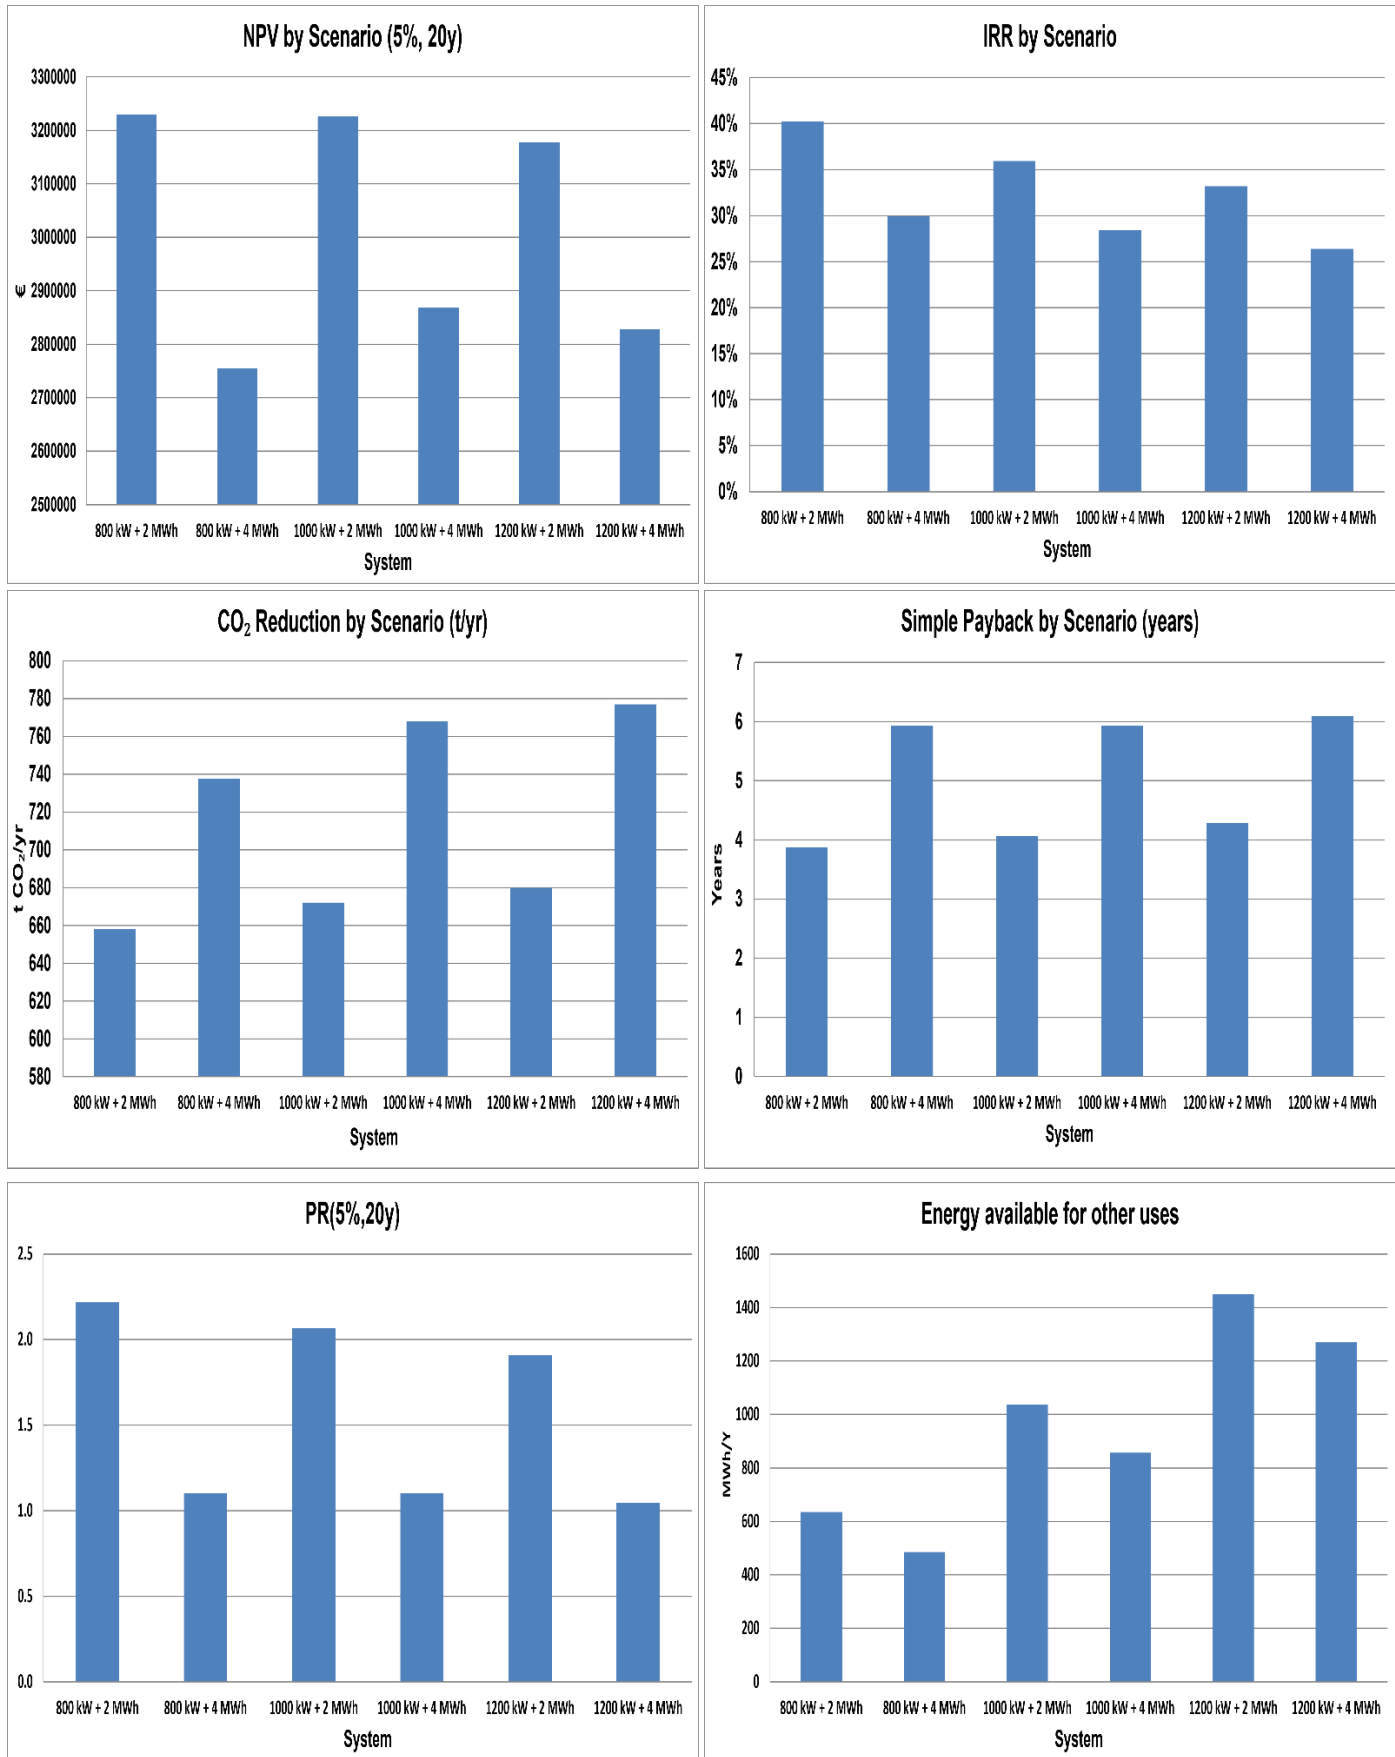 NPV by Scenario (5%, 20y)
3300000
3200000
3100000
3000000
2900000
2800000
2700000
2600000
2500000
€
800 kW + 2 MWh 800 kW + 4 MWh 1000 kW + 2 MWh 1000 kW + 4 MWh 1200 kW + 2 MWh 1200 kW + 4 MWh
System
IRR by Scenario
45%
40%
35%
30%
25%
20%
15%
10%
5%
0%
800 kW + 2 MWh 800 kW + 4 MWh 1000 kW + 2 MWh 1000 kW + 4 MWh 1200 kW + 2 MWh 1200 kW + 4 MWh
System
CO₂ Reduction by Scenario (t/yr)
800
780
760
740
720
700
680
660
640
620
600
580
t CO₂/yr
800 kW + 2 MWh 800 kW + 4 MWh 1000 kW + 2 MWh 1000 kW + 4 MWh 1200 kW + 2 MWh 1200 kW + 4 MWh
System
Simple Payback by Scenario (years)
7
6
5
4
3
2
1
0
Years
800 kW + 2 MWh 800 kW + 4 MWh 1000 kW + 2 MWh 1000 kW + 4 MWh 1200 kW + 2 MWh 1200 kW + 4 MWh
System
PR(5%,20y)
2.5
2.0
1.5
1.0
0.5
0.0
800 kW + 2 MWh 800 kW + 4 MWh 1000 kW + 2 MWh 1000 kW + 4 MWh 1200 kW + 2 MWh 1200 kW + 4 MWh
System
Energy available for other uses
1600
1400
1200
1000
800
600
400
200
0
MWh/Y
800 kW + 2 MWh 800 kW + 4 MWh 1000 kW + 2 MWh 1000 kW + 4 MWh 1200 kW + 2 MWh 1200 kW + 4 MWh
System